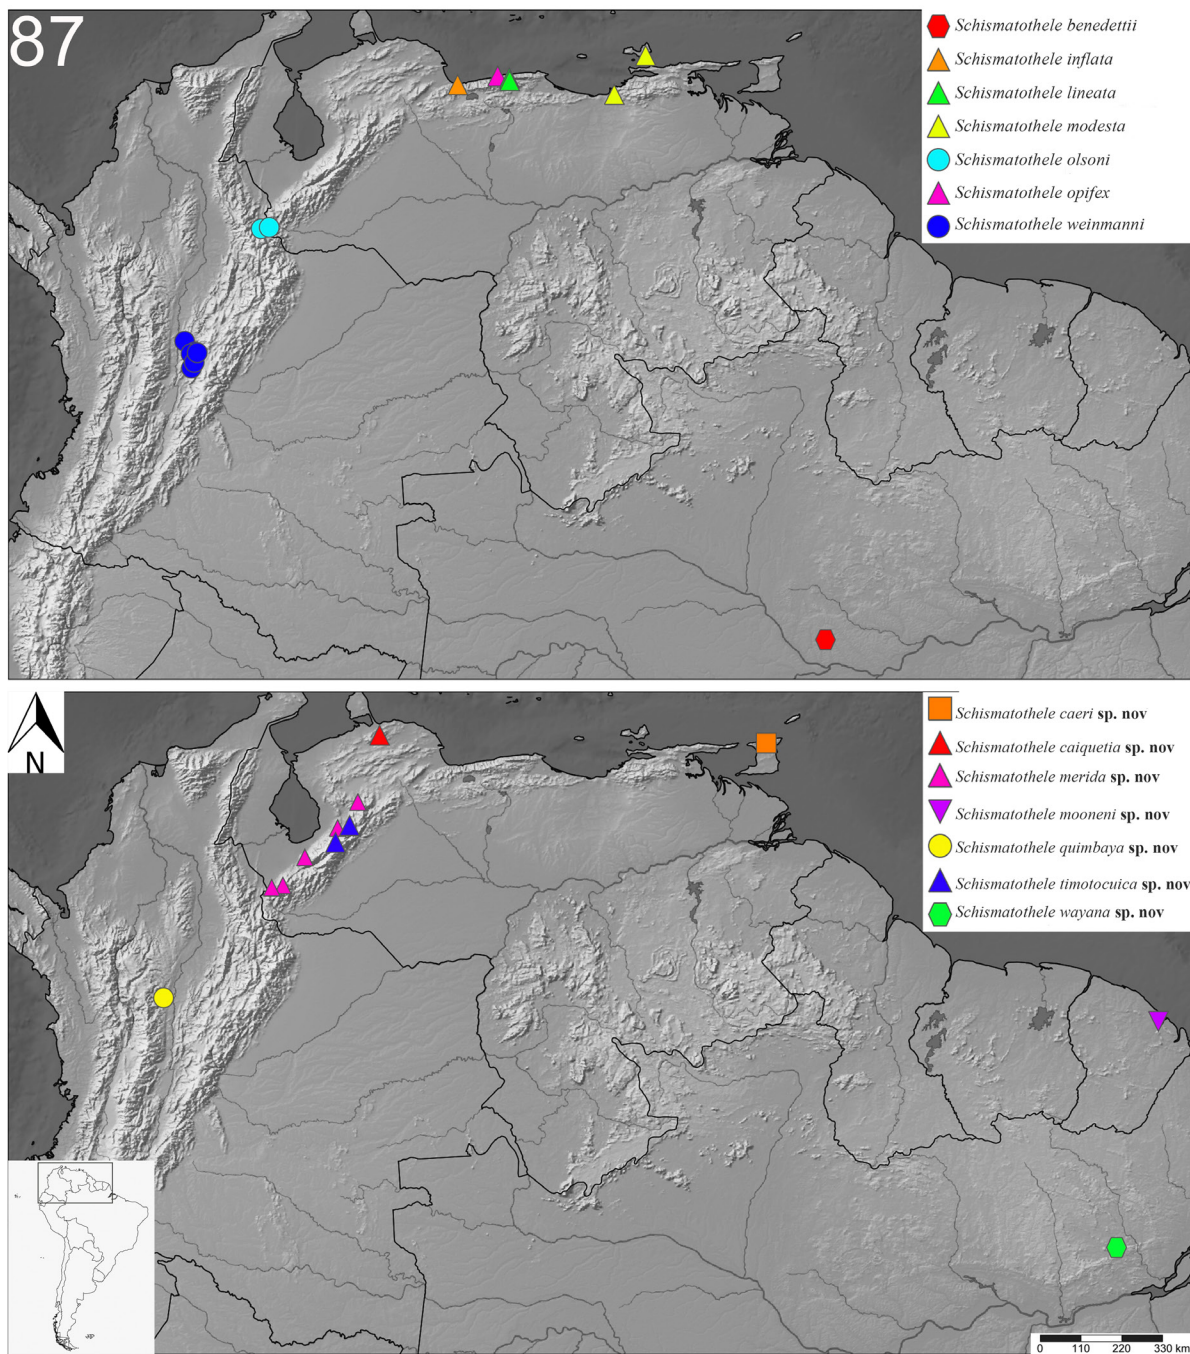 87
Schismatothele benedettii
Schismatothele inflata
Schismatothele lineata
Schismatothele modesta
Schismatothele olsoni
Schismatothele opifex
Schismatothele weinmanni
N
Schismatothele caeri sp. nov
Schismatothele caiquetia sp. nov
Schismatothele merida sp. nov
Schismatothele mooneni sp. nov
Schismatothele quimbaya sp. nov
Schismatothele timotocuica sp. nov
Schismatothele wayana sp. nov
0 110 220 330 km